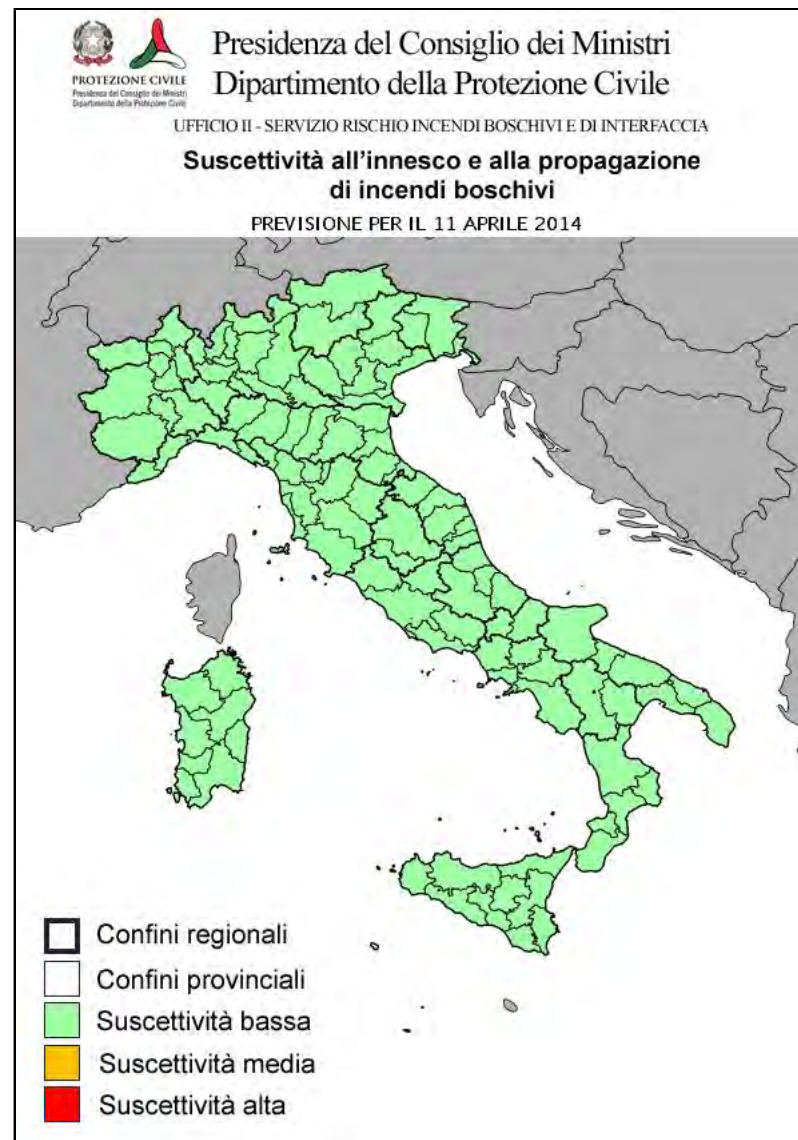 Presidenza del Consiglio dei Ministri
Dipartimento della Protezione Civile
PROTEZIONE CIVILE
Presidenza del Consiglio dei Ministri
Dipartimento della Protezione Civile
UFFICIO II - SERVIZIO RISCHIO INCENDI BOSCHIVI E DI INTERFACCIA
Suscettività all'innesco e alla propagazione
di incendi boschivi
PREVISIONE PER IL 11 APRILE 2014
Confini regionali
Confini provinciali
Suscettività bassa
Suscettività media
Suscettività alta